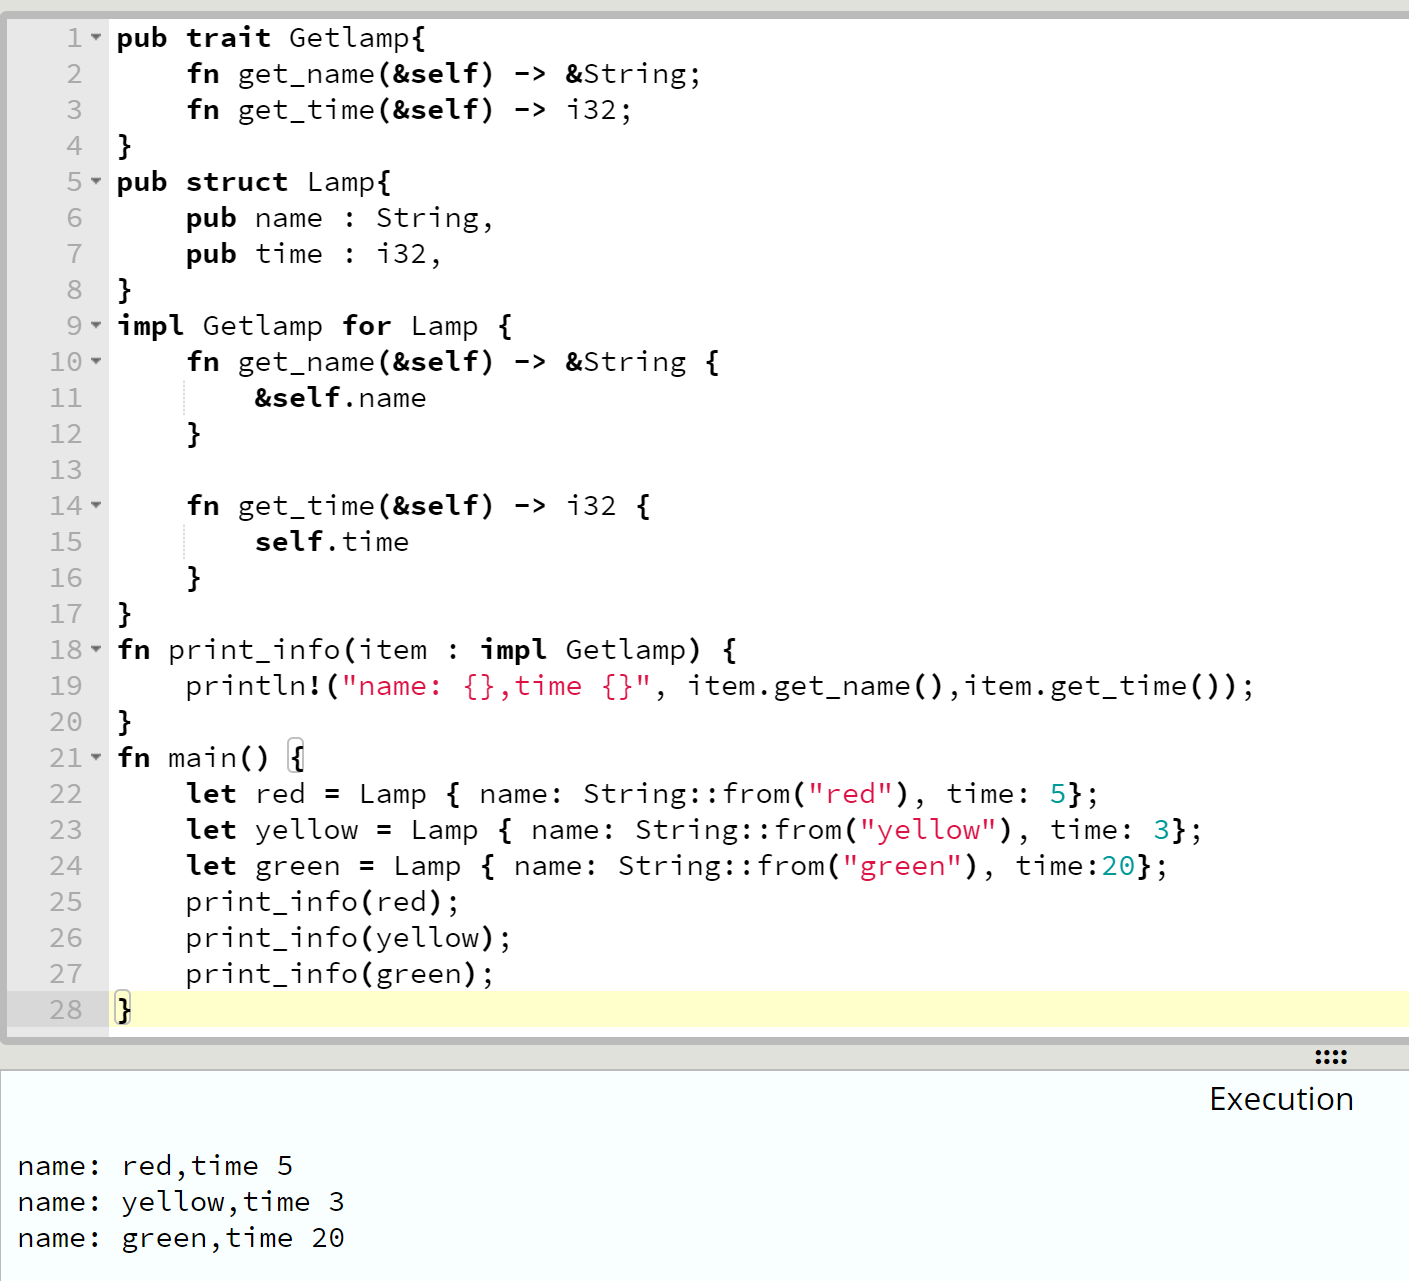 1 pub trait Getlamp{
2     fn get_name(&self) -> &String;
3     fn get_time(&self) -> i32;
4 }
5 pub struct Lamp{
6     pub name : String,
7     pub time : i32,
8 }
9 impl Getlamp for Lamp {
10     fn get_name(&self) -> &String {
11         &self.name
12     }
13
14     fn get_time(&self) -> i32 {
15         self.time
16     }
17 }
18 fn print_info(item : impl Getlamp) {
19     println!("name: {},time {}", item.get_name(),item.get_time());
20 }
21 fn main() {
22     let red = Lamp { name: String::from("red"), time: 5};
23     let yellow = Lamp { name: String::from("yellow"), time: 3};
24     let green = Lamp { name: String::from("green"), time:20};
25     print_info(red);
26     print_info(yellow);
27     print_info(green);
28 }
Execution
name: red,time 5
name: yellow,time 3
name: green,time 20